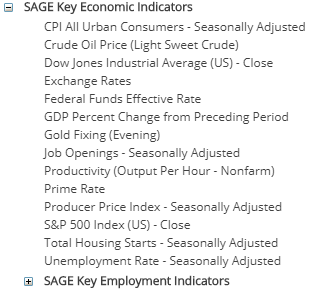 SAGE Key Economic Indicators
CPI All Urban Consumers - Seasonally Adjusted
Crude Oil Price (Light Sweet Crude)
Dow Jones Industrial Average (US) - Close
Exchange Rates
Federal Funds Effective Rate
GDP Percent Change from Preceding Period
Gold Fixing (Evening)
Job Openings - Seasonally Adjusted
Productivity (Output Per Hour - Nonfarm)
Prime Rate
Producer Price Index - Seasonally Adjusted
S&P 500 Index (US) - Close
Total Housing Starts - Seasonally Adjusted
Unemployment Rate - Seasonally Adjusted
SAGE Key Employment Indicators